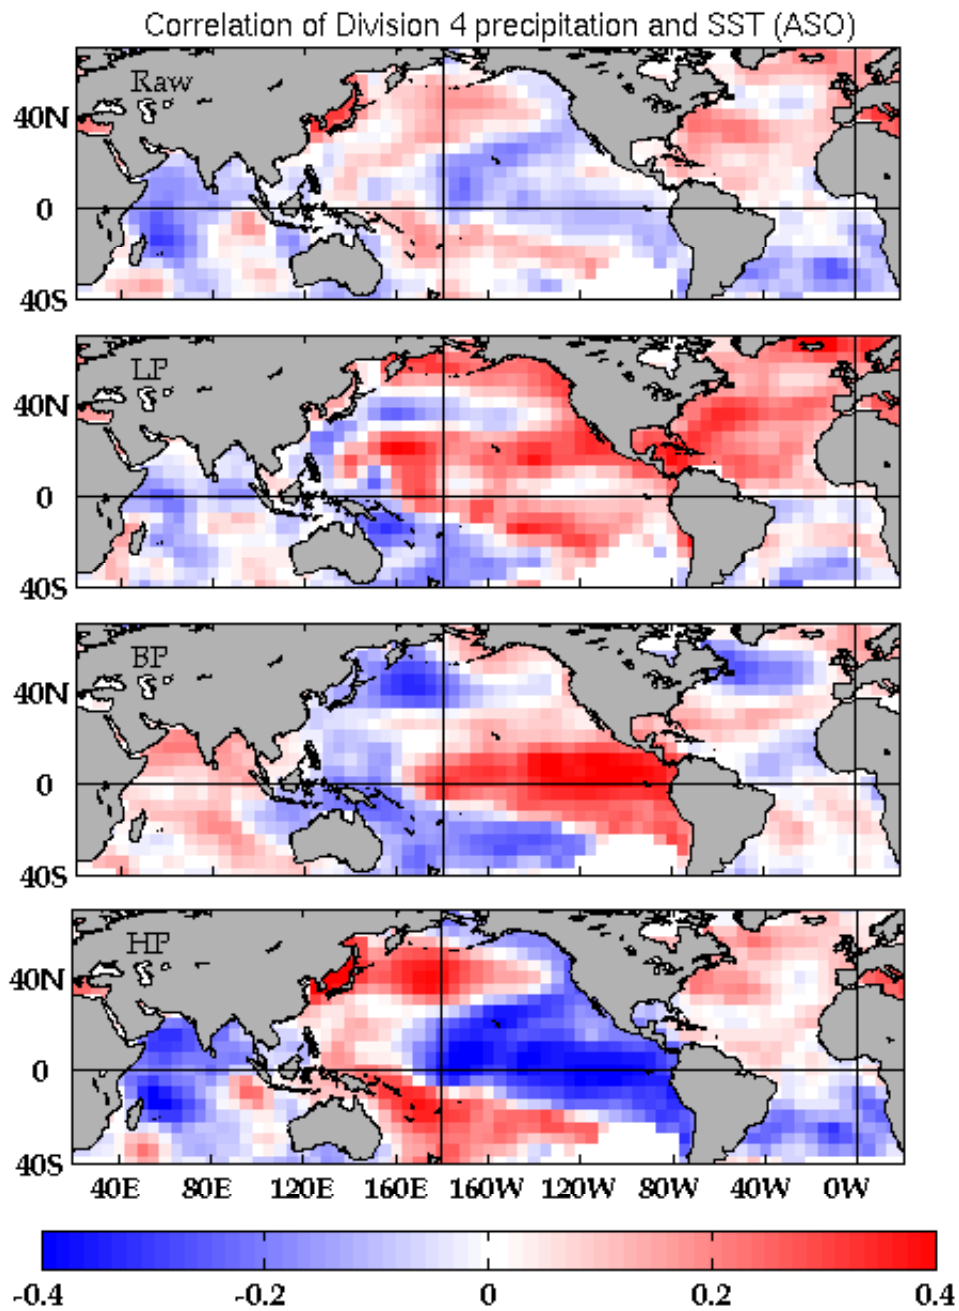 Correlation of Division 4 precipitation and SST (ASO)
Raw
40N
0
40S
LP
40N
0
40S
BP
40N
0
40S
HP
40N
0
40S
40E 80E 120E 160E 160W 120W 80W 40W 0W
-0.4 -0.2 0 0.2 0.4